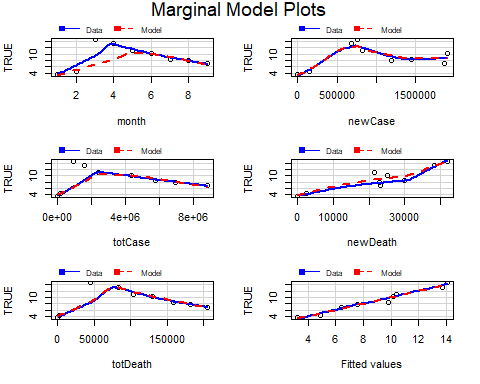 Marginal Model Plots
Data Model
TRUE
4 10
2 4 6 8
month
Data Model
TRUE
4 10
0 500000 1500000
newCase
Data Model
TRUE
4 10
0e+00 4e+06 8e+06
totCase
Data Model
TRUE
4 10
0 10000 30000
newDeath
Data Model
TRUE
4 10
0 50000 150000
totDeath
Data Model
TRUE
4 10
4 6 8 10 12 14
Fitted values